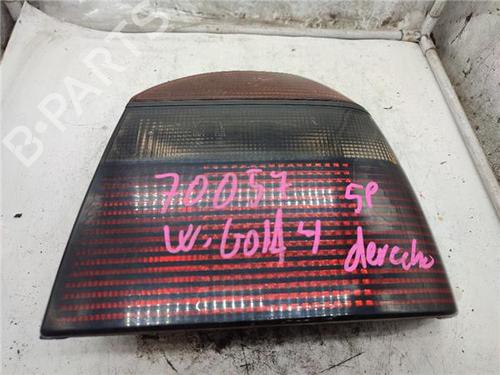 B-PARTS
70057 5P
W. Golf 4 derecho